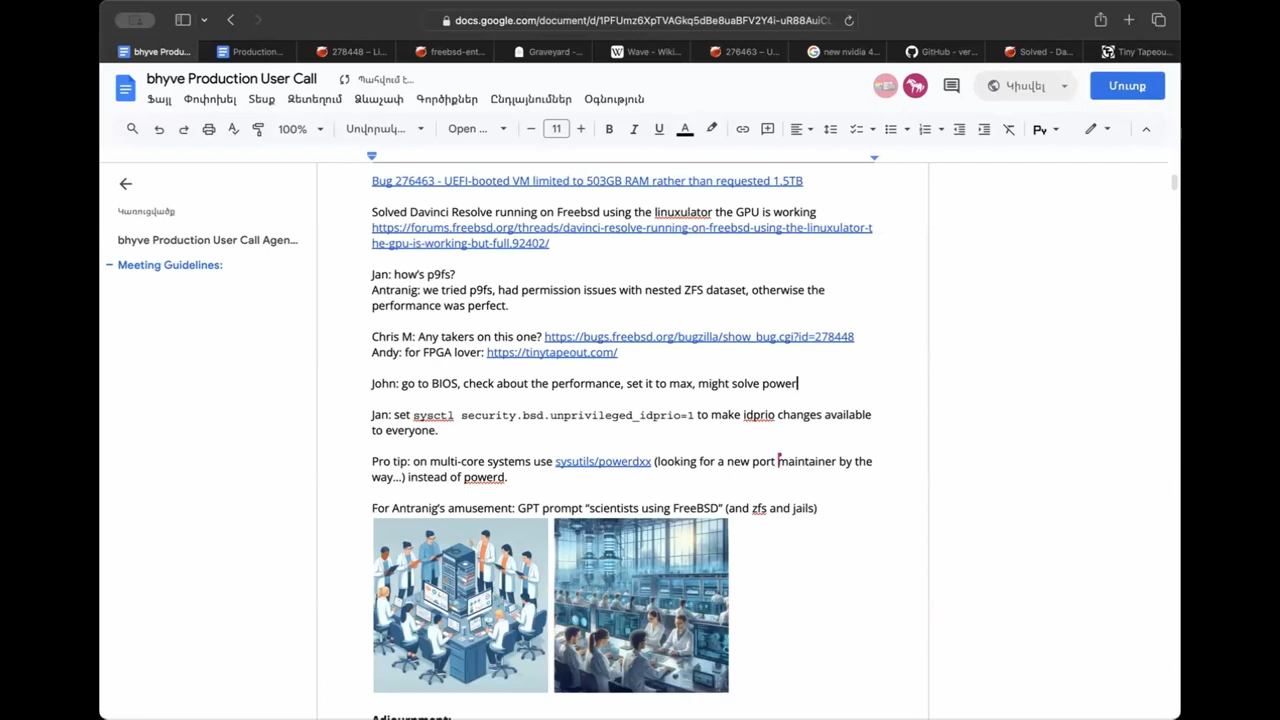 docs.google.com/document/d/1PFUmz6XpTVAGkq5dBe8uaBFV2Y4i-uR88AuiCu
bhyve Produ...
Production...
278448 – Li...
freebsd-ent...
Graveyard -...
Wave - Wiki...
276463 – U...
new nvidia 4...
GitHub - ver...
Solved - Da...
Tiny Tapeou...
bhyve Production User Call
Պահվում է...
Ֆայլ Փոփոխել Տեսք Զետեղում Ձևաչափ Գործիքներ Ընդլայնումներ Օգնություն
Կիսվել
Մուտք
100%
Սովորակ...
Open ...
11
Կառուցվածք
bhyve Production User Call Agen...
Meeting Guidelines:
Bug 276463 - UEFI-booted VM limited to 503GB RAM rather than requested 1.5TB
Solved Davinci Resolve running on Freebsd using the linuxulator the GPU is working
https://forums.freebsd.org/threads/davinci-resolve-running-on-freebsd-using-the-linuxulator-t
he-gpu-is-working-but-full.92402/
Jan: how's p9fs?
Antranig: we tried p9fs, had permission issues with nested ZFS dataset, otherwise the
performance was perfect.
Chris M: Any takers on this one? https://bugs.freebsd.org/bugzilla/show_bug.cgi?id=278448
Andy: for FPGA lover: https://tinytapeout.com/
John: go to BIOS, check about the performance, set it to max, might solve power
Jan: set sysctl security.bsd.unprivileged_idprio=1 to make idprio changes available
to everyone.
Pro tip: on multi-core systems use sysutils/powerdxx (looking for a new port maintainer by the
way...) instead of powerd.
For Antranig's amusement: GPT prompt “scientists using FreeBSD” (and zfs and jails)
Adjournment: